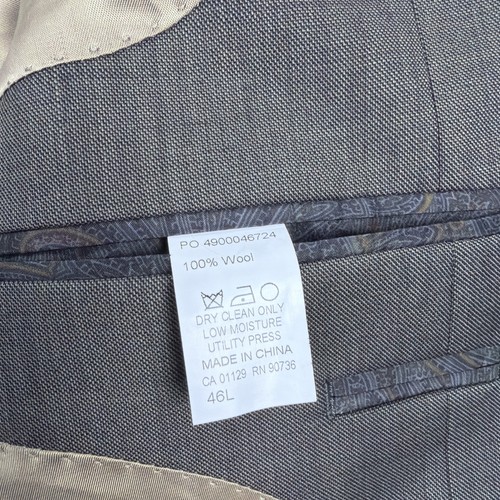 PO 4900046724
100% Wool
DRY CLEAN ONLY
LOW MOISTURE
UTILITY PRESS
MADE IN CHINA
CA 01129 RN 90736
46L